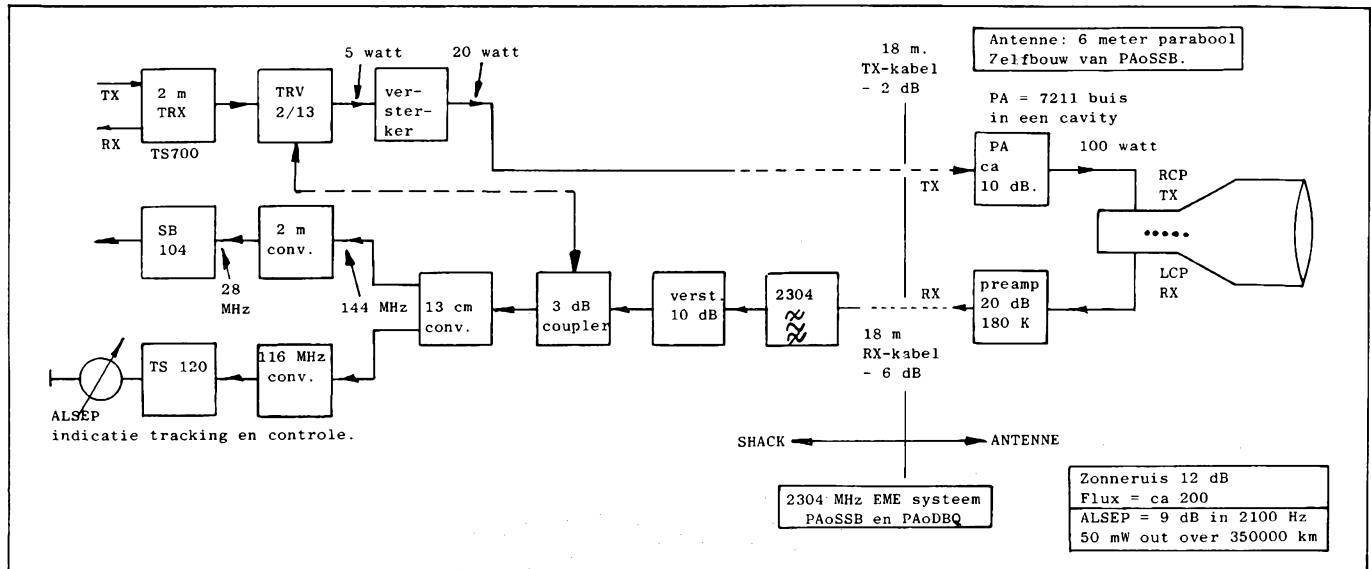 5 watt
20 watt
18 m.
TX-kabel
- 2 dB
Antenne: 6 meter parabool
Zelfbouw van PAoSSB.
TX
RX
2 m
TRX
TS700
TRV
2/13
ver-
ster-
ker
PA = 7211 buis
in een cavity
PA
ca
10 dB.
100 watt
TX
RCP
TX
LCP
RX
SB
104
28
MHz
2 m
conv.
144 MHz
13 cm
conv.
3 dB
coupler
verst.
10 dB
2304
RX
preamp
20 dB
180 K
18 m
RX-kabel
- 6 dB
TS 120
116 MHz
conv.
ALSEP
indicatie tracking en controle.
SHACK
ANTENNE
2304 MHz EME systeem
PAoSSB en PAoDBQ
Zonneruis 12 dB
Flux = ca 200
ALSEP = 9 dB in 2100 Hz
50 mW out over 350000 km